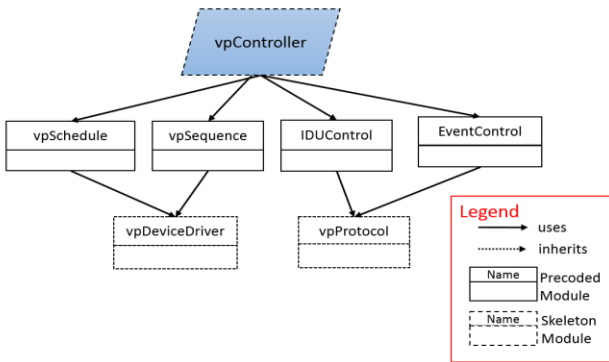 vpController
vpSchedule
vpSequence
IDUControl
EventControl
vpDeviceDriver
vpProtocol
Legend
uses
inherits
Name Precoded
Module
Name Skeleton
Module